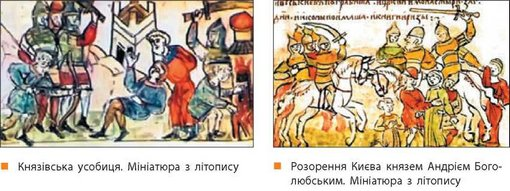 Князівська усобиця. Мініатюра з літопису
Розорення Києва князем Андрієм Бого-
любським. Мініатюра з літопису